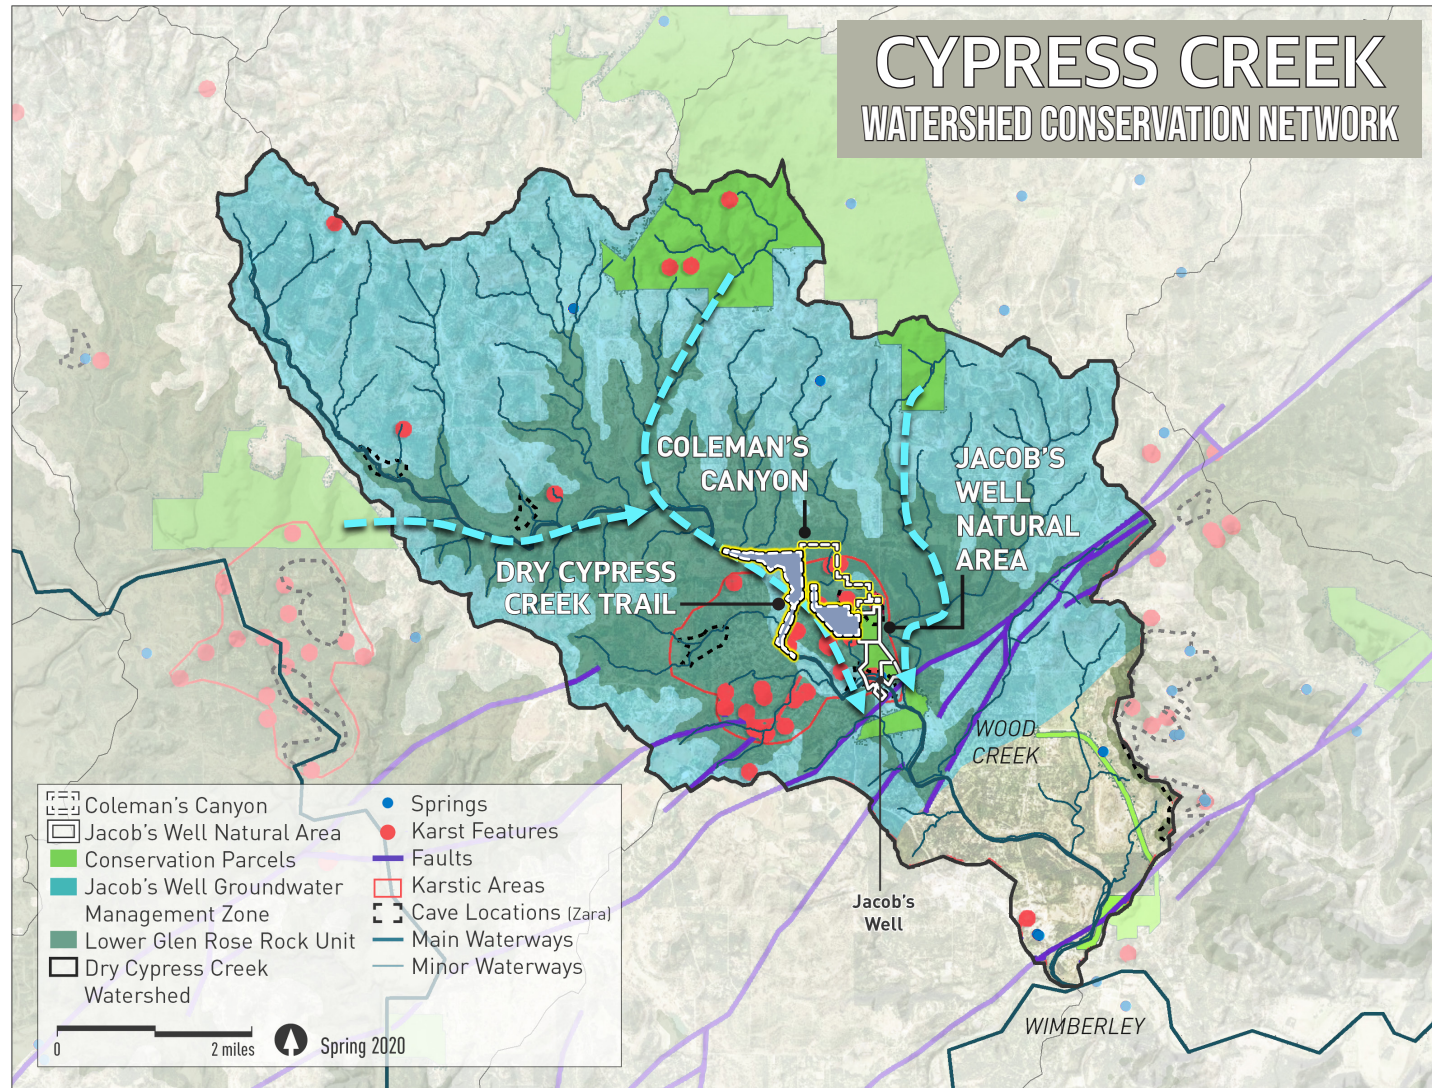 CYPRESS CREEK
WATERSHED CONSERVATION NETWORK
COLEMAN'S
CANYON
JACOB'S
WELL
NATURAL
AREA
DRY CYPRESS
CREEK TRAIL
WOOD
CREEK
Jacob's
Well
WIMBERLEY
Coleman's Canyon
Jacob's Well Natural Area
Conservation Parcels
Jacob's Well Groundwater
Management Zone
Lower Glen Rose Rock Unit
Dry Cypress Creek
Watershed
Springs
Karst Features
Faults
Karstic Areas
Cave Locations (Zara)
Main Waterways
Minor Waterways
0 2 miles
Spring 2020